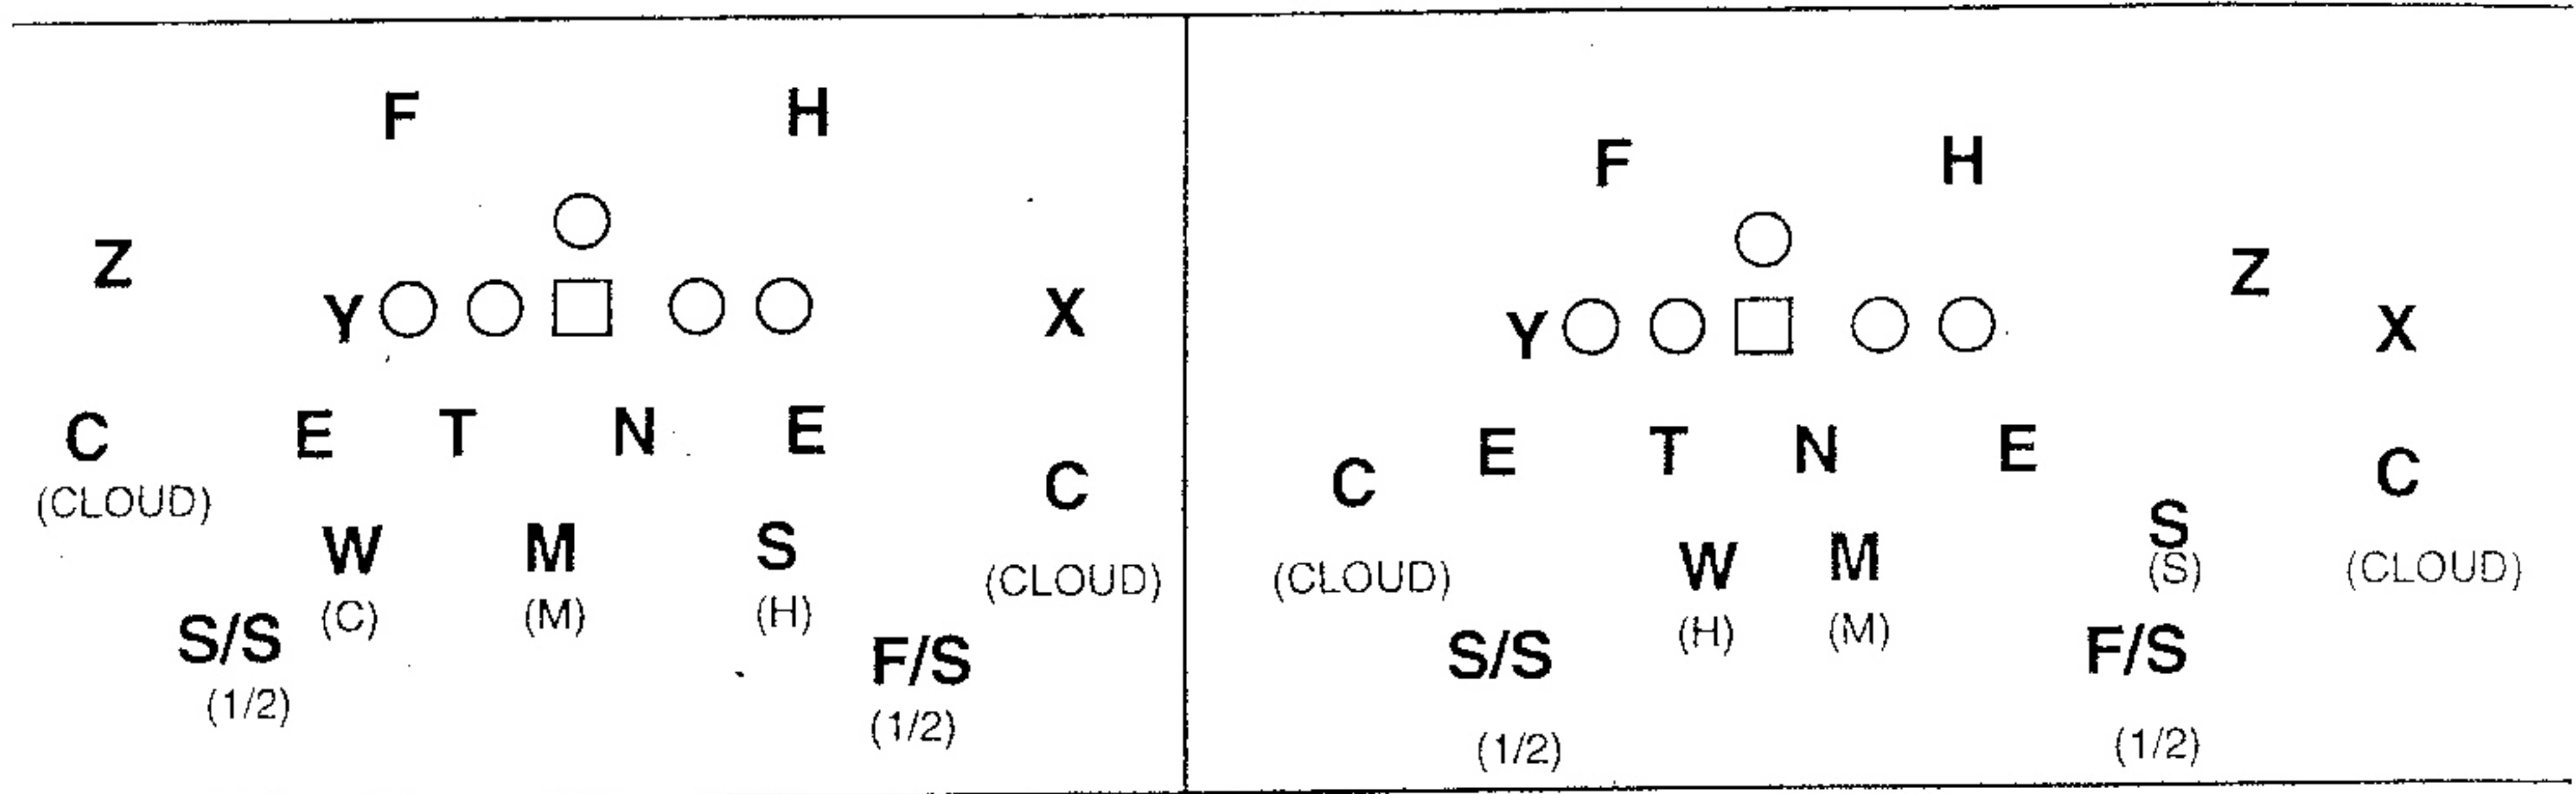 F H
Z
Y X
C E T N E
(CLOUD) C
W M S
(CLOUD)
(C) (M) (H)
S/S F/S
(1/2) (1/2)
F H
Z
Y X
E T N E
C C
(CLOUD) S
W M (S) (CLOUD)
(H) (M)
S/S F/S
(1/2) (1/2)